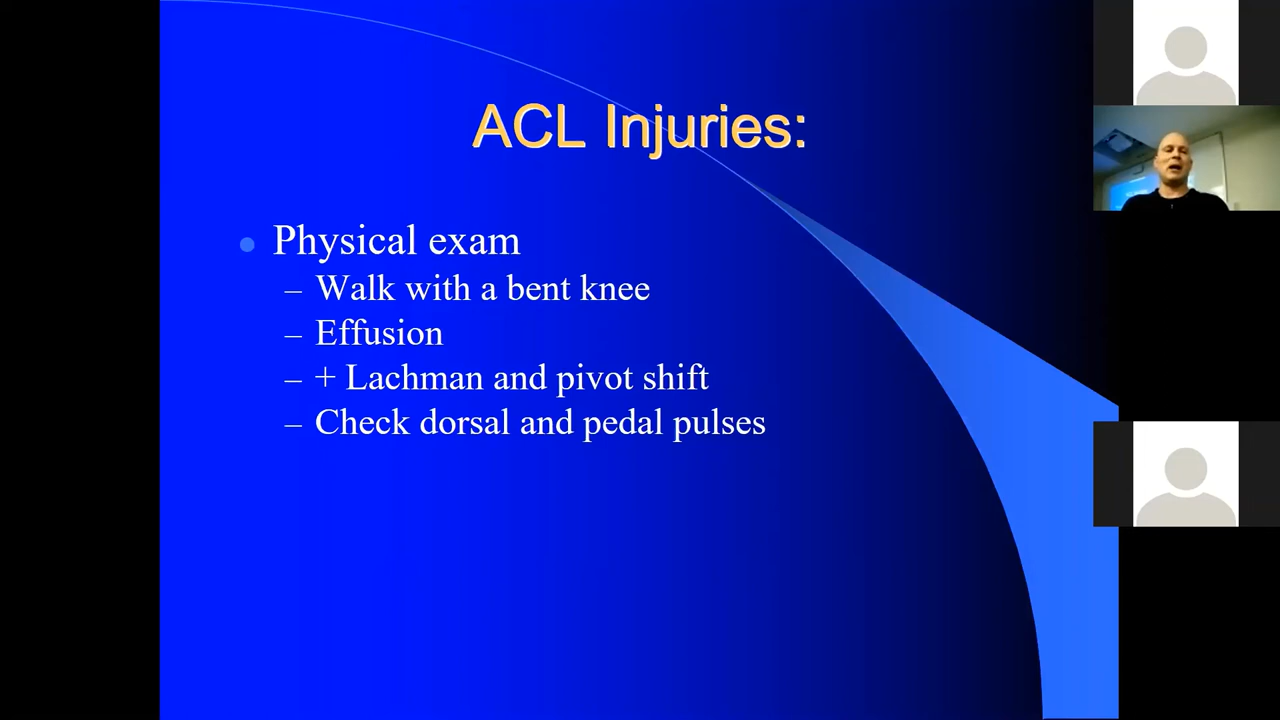 ACL Injuries:
Physical exam
– Walk with a bent knee
– Effusion
– + Lachman and pivot shift
– Check dorsal and pedal pulses